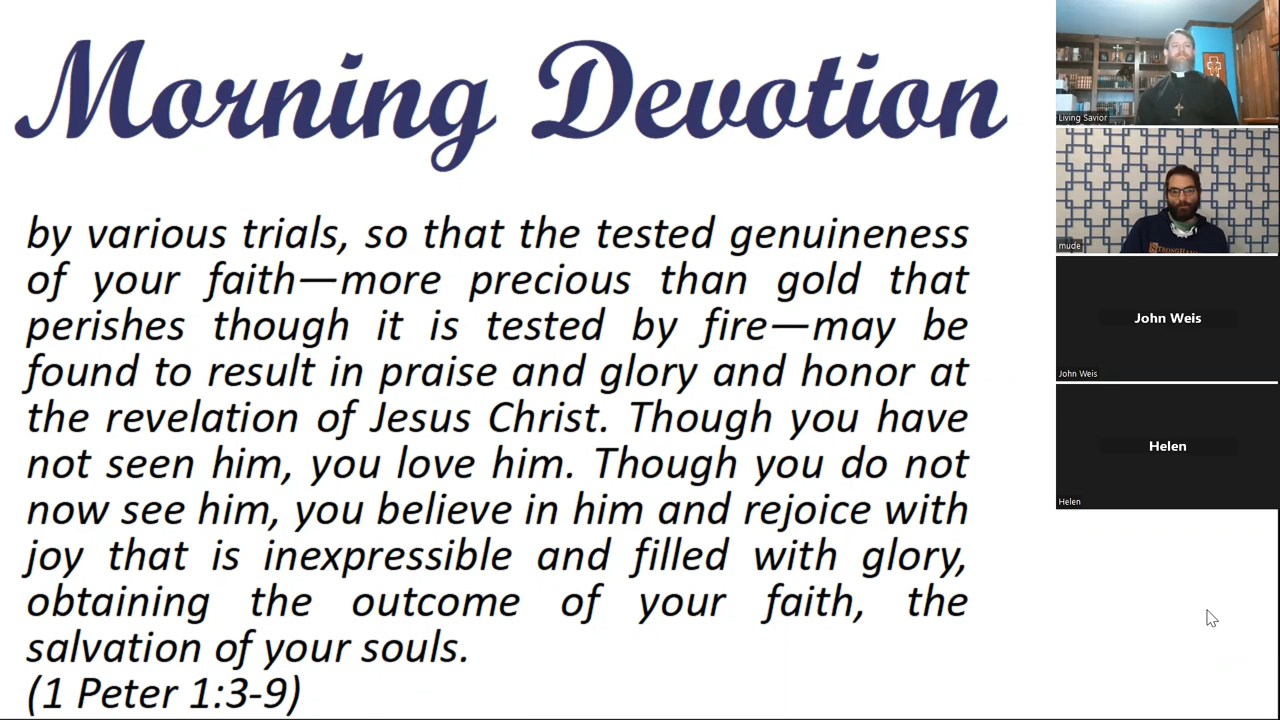 Morning Devotion
by various trials, so that the tested genuineness
of your faith—more precious than gold that
perishes though it is tested by fire—may be
found to result in praise and glory and honor at
the revelation of Jesus Christ. Though you have
not seen him, you love him. Though you do not
now see him, you believe in him and rejoice with
joy that is inexpressible and filled with glory,
obtaining the outcome of your faith, the
salvation of your souls.
(1 Peter 1:3-9)
Living Savior
mude
John Weis
John Weis
Helen
Helen